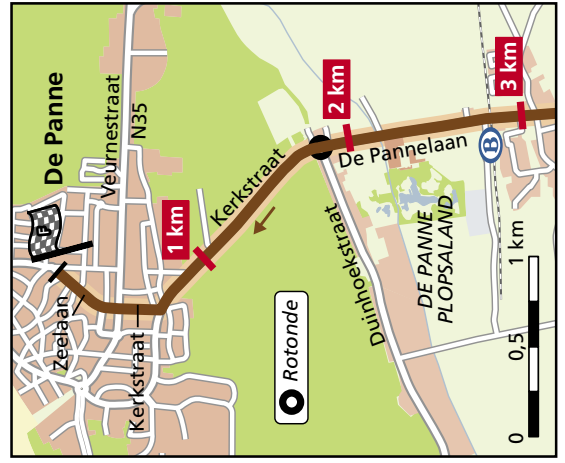 De Panne
F
Veurnestraat
N35
Zeelaan
Kerkstraat
1 km
Kerkstraat
2 km
3 km
De Pannelaan
B
Duinhoekstraat
DE PANNE
PLOPSALAND
Rotonde
0
0,5
1 km